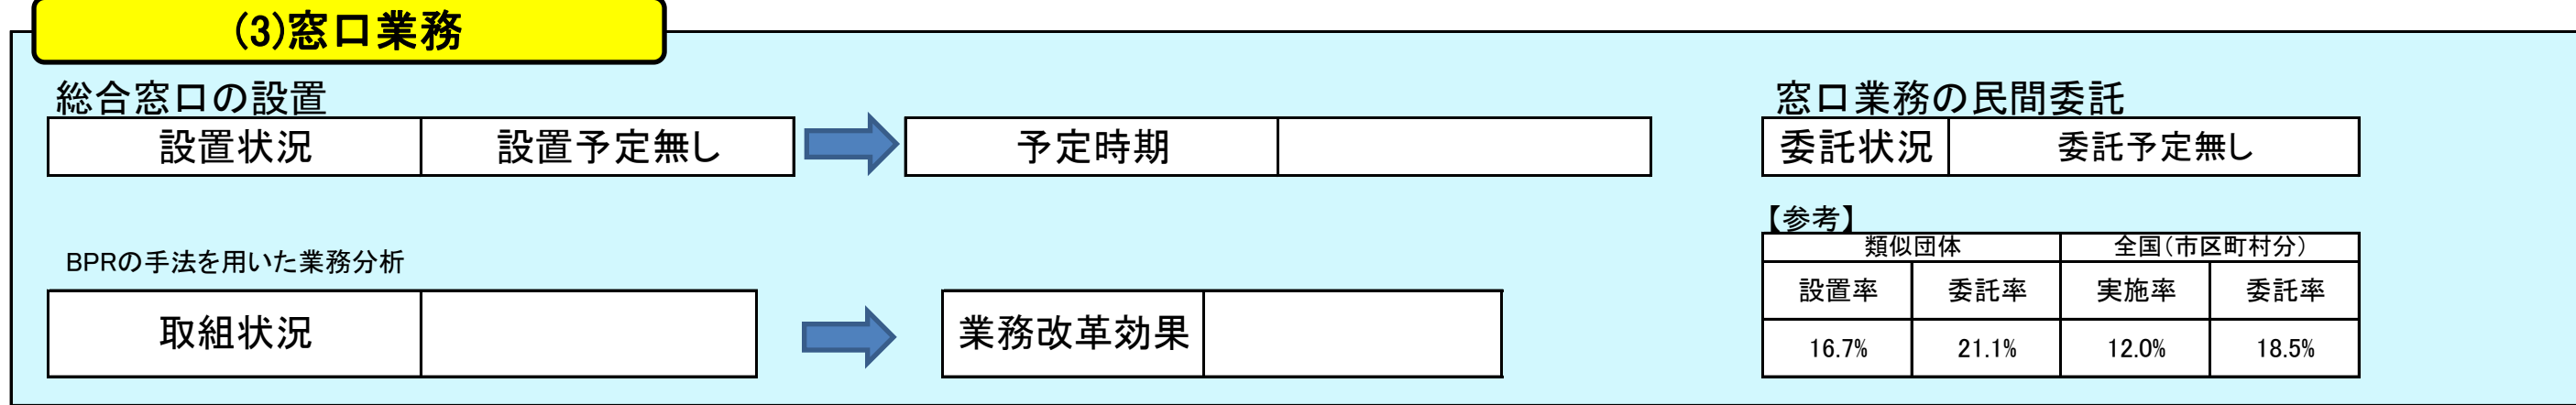 (3)窓口業務
総合窓口の設置
設置状況 設置予定無し 予定時期
BPRの手法を用いた業務分析
取組状況 業務改革効果
窓口業務の民間委託
委託状況 委託予定無し
【参考】
類似団体 全国(市区町村分)
設置率 委託率 実施率 委託率
16.7% 21.1% 12.0% 18.5%